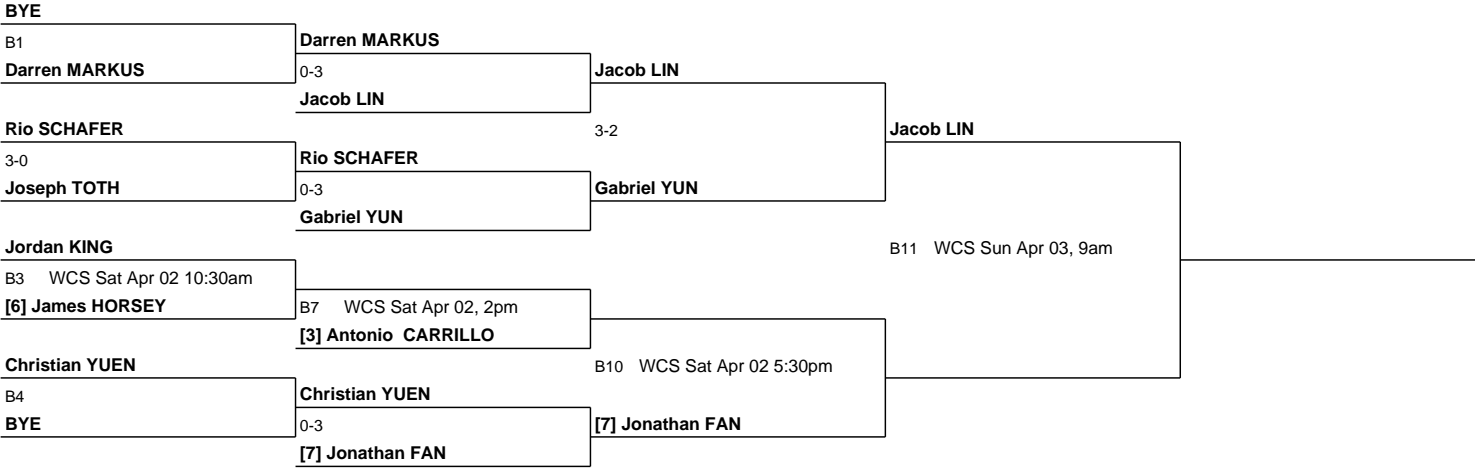 BYE
B1
Darren MARKUS
Darren MARKUS
0-3
Jacob LIN
Jacob LIN
Rio SCHAFER
3-0
Joseph TOTH
Rio SCHAFER
0-3
Gabriel YUN
3-2
Gabriel YUN
Jacob LIN
Jordan KING
B3 WCS Sat Apr 02 10:30am
[6] James HORSEY
B7 WCS Sat Apr 02, 2pm
[3] Antonio CARRILLO
Christian YUEN
B4
BYE
Christian YUEN
0-3
[7] Jonathan FAN
B10 WCS Sat Apr 02 5:30pm
[7] Jonathan FAN
B11 WCS Sun Apr 03, 9am